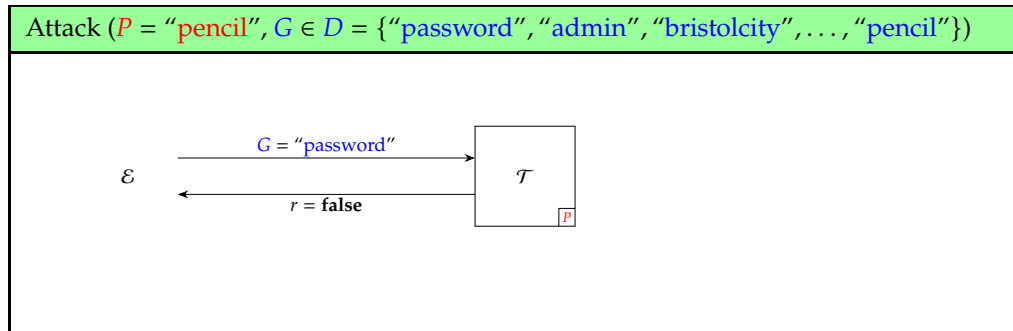 Attack (P = “pencil”, G ∈ D = {“password”, “admin”, “bristolcity”, . . . , “pencil”})
G = “password”
ℰ
𝒯
r = false
P